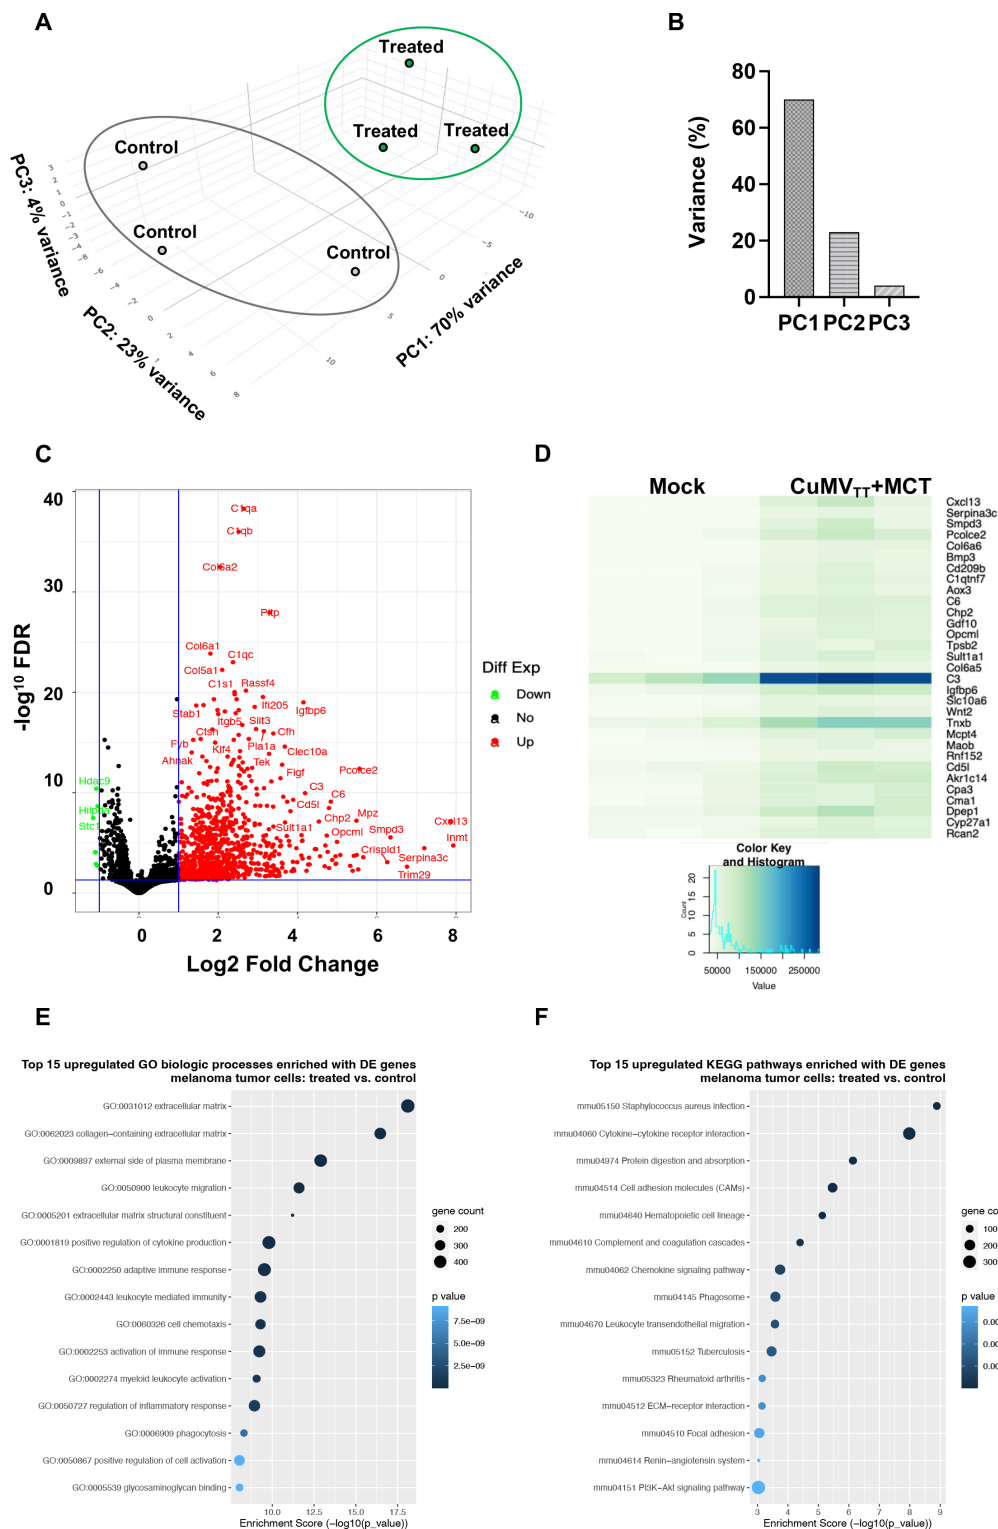 A
Treated
Treated
Treated
Control
Control
Control
PC3: 4% variance
PC2: 23% variance
PC1: 70% variance
-10
-5
0
5
10
B
Variance (%)
80
60
40
20
0
PC1 PC2 PC3
C
-log10 FDR
40
30
20
10
0
C1qa
C1qb
Col6a2
Pltp
Col6a1
C1qc
Col5a1
C1s1
Rassf4
Ifi205
Igfbp6
Stab1
Itgb5
Slit3
Ctsh
Cfh
Fyb
Klf4
Pla1a
Clec10a
Ahnak
Tek
Pcolce2
Figf
Hdac9
C3
C6
Cd5l
Hilpda
Chp2
Mpz
Stc1
Sult1a1
Opcml
Smpd3
Cxcl13
Inmt
Crispld1
Serpina3c
Trim29
0 2 4 6 8
Log2 Fold Change
Diff Exp
a Down
a No
a Up
D
Mock CuMVTT+MCT
Cxcl13
Serpina3c
Smpd3
Pcolce2
Col6a6
Bmp3
Cd209b
C1qtnf7
Aox3
C6
Chp2
Gdf10
Opcml
Tpsb2
Sult1a1
Col6a5
C3
Igfbp6
Slc10a6
Wnt2
Tnxb
Mcpt4
Maob
Rnf152
Cd5l
Akr1c14
Cpa3
Cma1
Dpep1
Cyp27a1
Rcan2
Color Key
and Histogram
Count
20
15
10
5
0
50000 150000 250000
Value
E
Top 15 upregulated GO biologic processes enriched with DE genes
melanoma tumor cells: treated vs. control
GO:0031012 extracellular matrix
GO:0062023 collagen-containing extracellular matrix
GO:0009897 external side of plasma membrane
GO:0050900 leukocyte migration
GO:0005201 extracellular matrix structural constituent
GO:0001819 positive regulation of cytokine production
GO:0002250 adaptive immune response
GO:0002443 leukocyte mediated immunity
GO:0060326 cell chemotaxis
GO:0002253 activation of immune response
GO:0002274 myeloid leukocyte activation
GO:0050727 regulation of inflammatory response
GO:0006909 phagocytosis
GO:0050867 positive regulation of cell activation
GO:0005539 glycosaminoglycan binding
10.0 12.5 15.0 17.5
Enrichment Score (-log10(p_value))
gene count
200
300
400
p value
7.5e-09
5.0e-09
2.5e-09
F
Top 15 upregulated KEGG pathways enriched with DE genes
melanoma tumor cells: treated vs. control
mmu05150 Staphylococcus aureus infection
mmu04060 Cytokine-cytokine receptor interaction
mmu04974 Protein digestion and absorption
mmu04514 Cell adhesion molecules (CAMs)
mmu04640 Hematopoietic cell lineage
mmu04610 Complement and coagulation cascades
mmu04062 Chemokine signaling pathway
mmu04145 Phagosome
mmu04670 Leukocyte transendothelial migration
mmu05152 Tuberculosis
mmu05323 Rheumatoid arthritis
mmu04512 ECM-receptor interaction
mmu04510 Focal adhesion
mmu04614 Renin-angiotensin system
mmu04151 PI3K-Akt signaling pathway
3 4 5 6 7 8 9
Enrichment Score (-log10(p_value))
gene co
100
200
300
p value
0.00
0.00
0.00